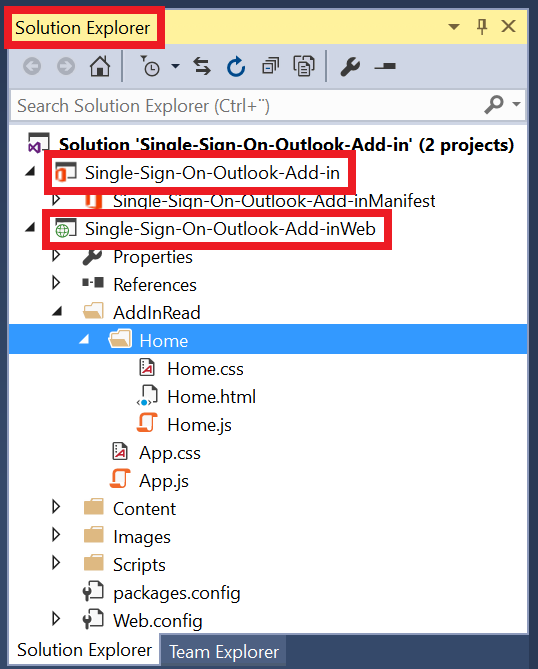 Solution Explorer
Search Solution Explorer (Ctrl+¨)
Solution 'Single-Sign-On-Outlook-Add-in' (2 projects)
Single-Sign-On-Outlook-Add-in
Single-Sign-On-Outlook-Add-inManifest
Single-Sign-On-Outlook-Add-inWeb
Properties
References
AddInRead
Home
Home.css
Home.html
Home.js
App.css
App.js
Content
Images
Scripts
packages.config
Web.config
Solution Explorer Team Explorer